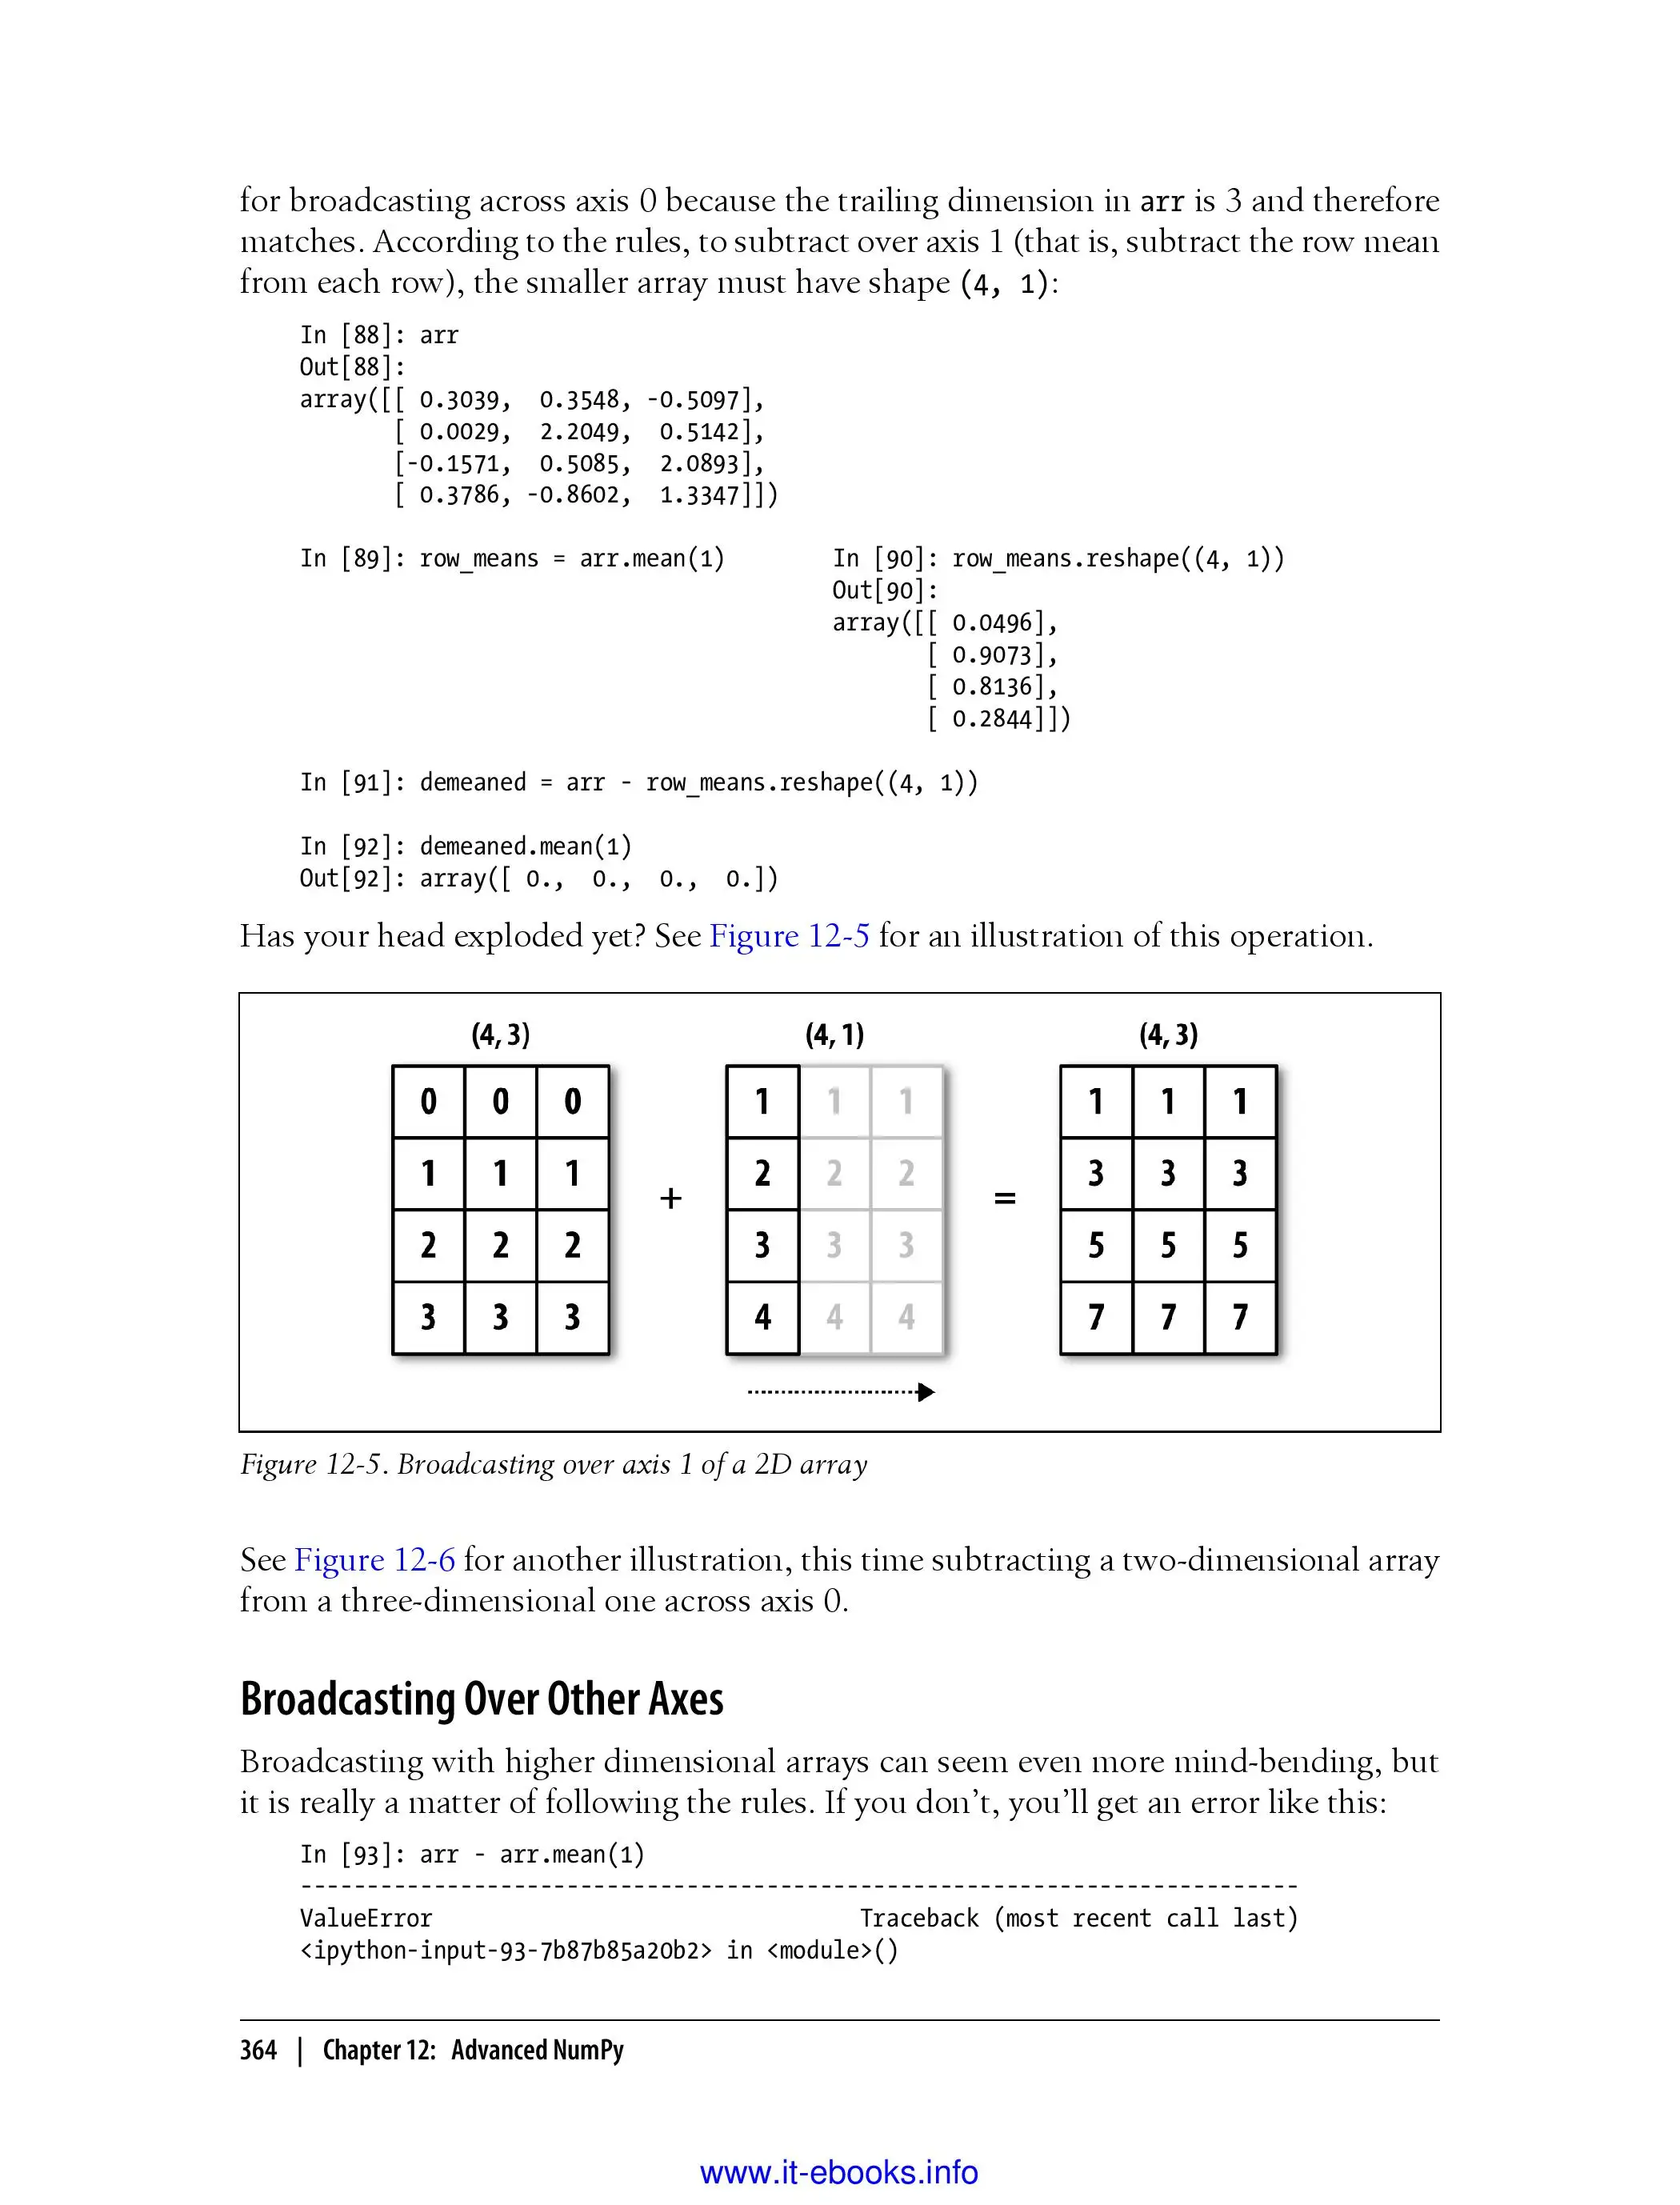 for broadcasting across axis 0 because the trailing dimension in arr is 3 and therefore
matches. According to the rules, to subtract over axis 1 (that is, subtract the row mean
from each row), the smaller array must have shape (4, 1):
In [88]: arr
Out[88]:
array([[ 0.3039,  0.3548, -0.5097],
       [ 0.0029,  2.2049,  0.5142],
       [-0.1571,  0.5085,  2.0893],
       [ 0.3786, -0.8602,  1.3347]])
In [89]: row_means = arr.mean(1)        In [90]: row_means.reshape((4, 1))
Out[90]:
array([[ 0.0496],
       [ 0.9073],
       [ 0.8136],
       [ 0.2844]])
In [91]: demeaned = arr - row_means.reshape((4, 1))
In [92]: demeaned.mean(1)
Out[92]: array([ 0.,  0.,  0.,  0.])
Has your head exploded yet? See Figure 12-5 for an illustration of this operation.
(4, 3) (4, 1) (4, 3)
0 0 0 1 1 1 1 1 1
1 1 1 2 2 2 3 3 3
+ =
2 2 2 3 3 3 5 5 5
3 3 3 4 4 4 7 7 7
Figure 12-5. Broadcasting over axis 1 of a 2D array
See Figure 12-6 for another illustration, this time subtracting a two-dimensional array
from a three-dimensional one across axis 0.
Broadcasting Over Other Axes
Broadcasting with higher dimensional arrays can seem even more mind-bending, but
it is really a matter of following the rules. If you don’t, you’ll get an error like this:
In [93]: arr - arr.mean(1)
---------------------------------------------------------------------------
ValueError                                Traceback (most recent call last)
<ipython-input-93-7b87b85a20b2> in <module>()
364 | Chapter 12: Advanced NumPy
www.it-ebooks.info